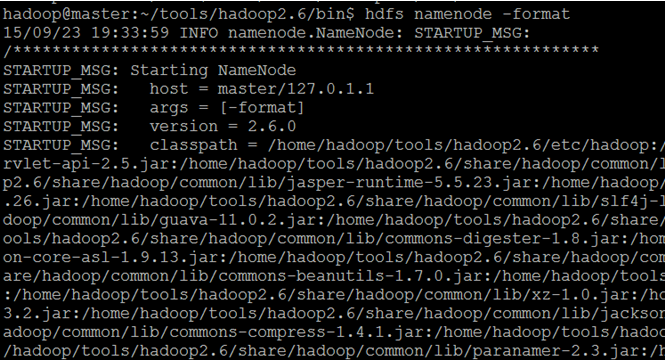 hadoop@master:~/tools/hadoop2.6/bin$ hdfs namenode -format
15/09/23 19:33:59 INFO namenode.NameNode: STARTUP_MSG:
/************************************************************
STARTUP_MSG: Starting NameNode
STARTUP_MSG:   host = master/127.0.1.1
STARTUP_MSG:   args = [-format]
STARTUP_MSG:   version = 2.6.0
STARTUP_MSG:   classpath = /home/hadoop/tools/hadoop2.6/etc/hadoop:/
rvlet-api-2.5.jar:/home/hadoop/tools/hadoop2.6/share/hadoop/common/l
p2.6/share/hadoop/common/lib/jasper-runtime-5.5.23.jar:/home/hadoop/
.26.jar:/home/hadoop/tools/hadoop2.6/share/hadoop/common/lib/slf4j-l
doop/common/lib/guava-11.0.2.jar:/home/hadoop/tools/hadoop2.6/share/
ools/hadoop2.6/share/hadoop/common/lib/commons-digester-1.8.jar:/hom
on-core-asl-1.9.13.jar:/home/hadoop/tools/hadoop2.6/share/hadoop/com
are/hadoop/common/lib/commons-beanutils-1.7.0.jar:/home/hadoop/tools
:/home/hadoop/tools/hadoop2.6/share/hadoop/common/lib/xz-1.0.jar:/ho
3.2.jar:/home/hadoop/tools/hadoop2.6/share/hadoop/common/lib/jackson
adoop/common/lib/commons-compress-1.4.1.jar:/home/hadoop/tools/hadoo
/hadoop/tools/hadoop2.6/share/hadoop/common/lib/paranamer-2.3.jar:/h